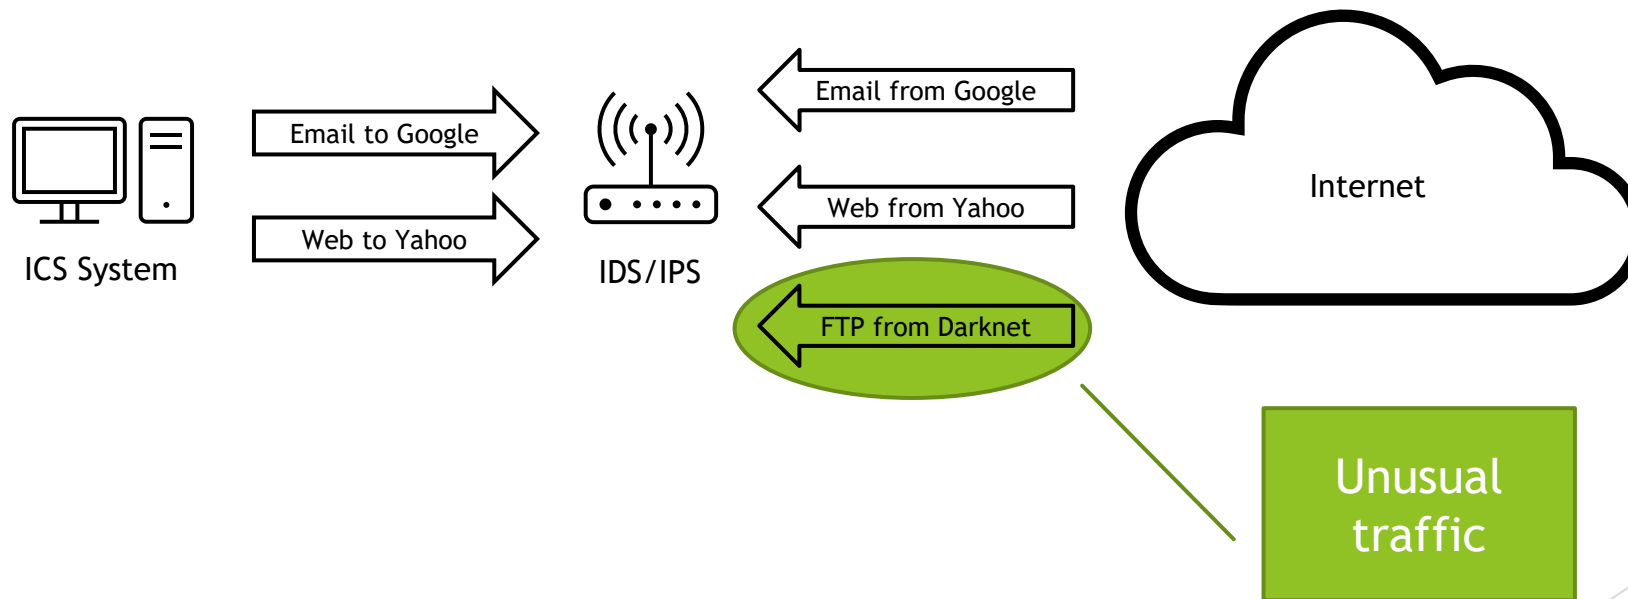 Email from Google
Email to Google
Internet
Web from Yahoo
Web to Yahoo
ICS System
IDS/IPS
FTP from Darknet
Unusual
traffic